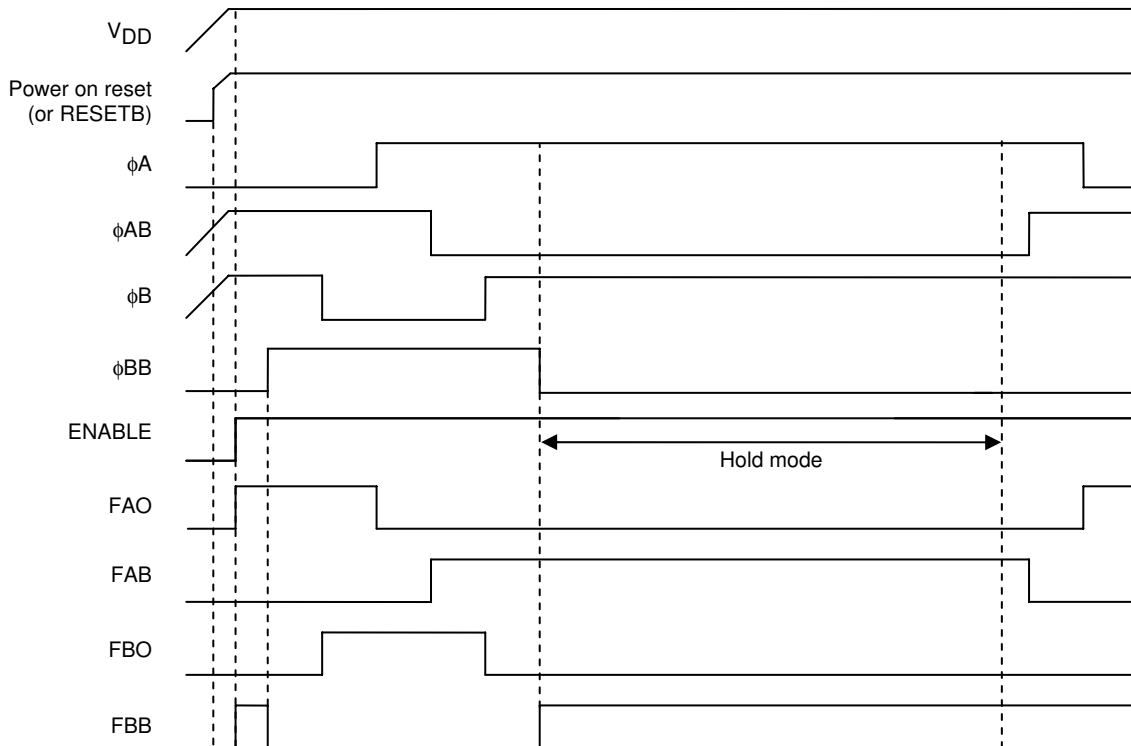 VDD
Power on reset
(or RESETB)
ϕA
ϕAB
ϕB
ϕBB
ENABLE
Hold mode
FAO
FAB
FBO
FBB